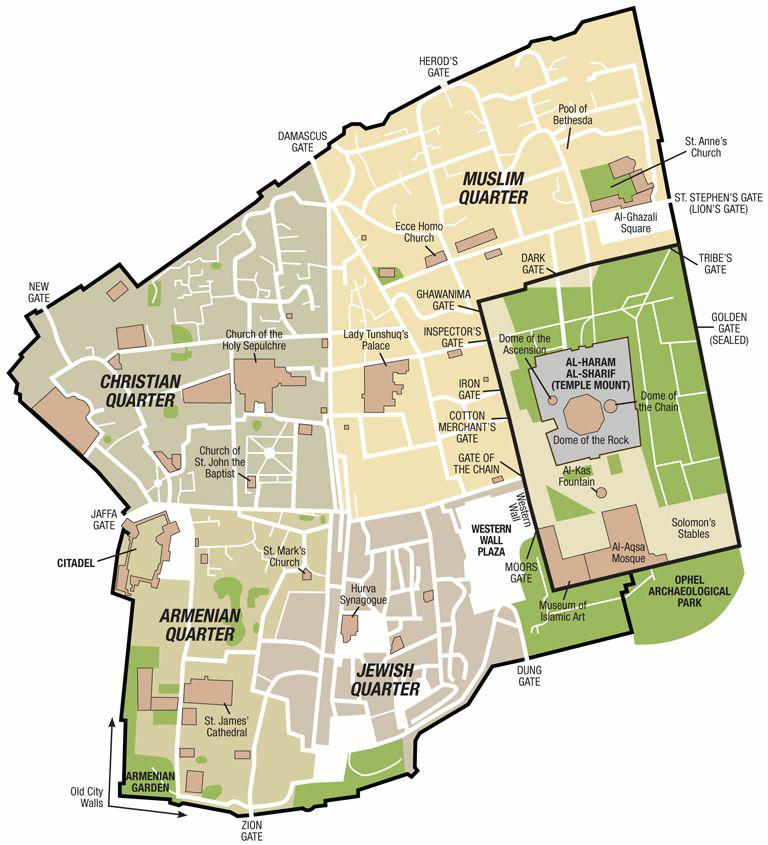 HEROD'S
GATE
DAMASCUS
GATE
Pool of
Bethesda
St. Anne's
Church
MUSLIM
QUARTER
ST. STEPHEN'S GATE
(LION'S GATE)
Al-Ghazali
Square
Ecce Homo
Church
DARK
GATE
TRIBE'S
GATE
NEW
GATE
GHAWANIMA
GATE
GOLDEN
GATE
(SEALED)
Church of the
Holy Sepulchre
Lady Tunshuq's
Palace
INSPECTOR'S
GATE
Dome of the
Ascension
AL-HARAM
AL-SHARIF
(TEMPLE MOUNT)
CHRISTIAN
QUARTER
IRON
GATE
Dome of
the Chain
COTTON
MERCHANT'S
GATE
Dome of the Rock
Church of
St. John the
Baptist
GATE OF
THE CHAIN
Al-Kas
Fountain
JAFFA
GATE
Western
Wall
WESTERN
WALL
PLAZA
Solomon's
Stables
CITADEL
St. Mark's
Church
MOORS
GATE
Al-Aqsa
Mosque
OPHEL
ARCHAEOLOGICAL
PARK
Hurva
Synagogue
Museum of
Islamic Art
ARMENIAN
QUARTER
JEWISH
QUARTER
DUNG
GATE
St. James'
Cathedral
ARMENIAN
GARDEN
Old City
Walls
ZION
GATE